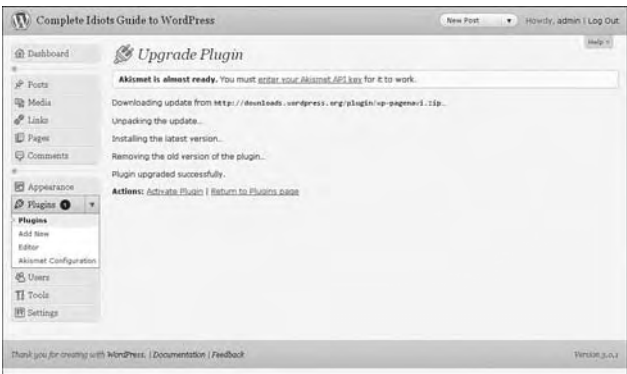 Complete Idiots Guide to WordPress
New Post
Howdy, admin | Log Out
Help
Dashboard
Upgrade Plugin
Akismet is almost ready. You must enter your Akismet API key for it to work.
Posts
Media
Links
Pages
Comments
Downloading update from http://downloads.wordpress.org/plugin/wp-pagenavi.zip..
Unpacking the update..
Installing the latest version..
Removing the old version of the plugin..
Plugin upgraded successfully.
Actions: Activate Plugin | Return to Plugins page
Appearance
Plugins 1
Plugins
Add New
Editor
Akismet Configuration
Users
Tools
Settings
Thank you for creating with WordPress. | Documentation | Feedback
Version 3.0.1